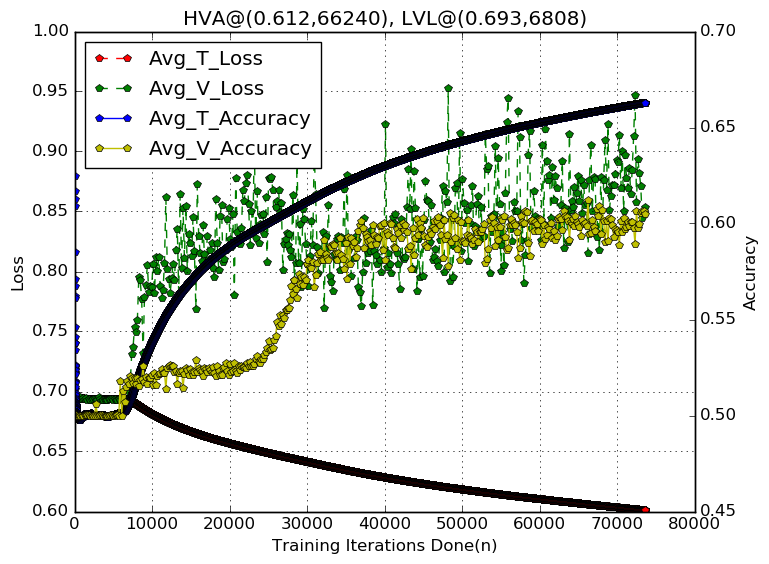 HVA@(0.612,66240), LVL@(0.693,6808)
1.00
0.95
0.90
0.85
0.80
0.75
0.70
0.65
0.60
Loss
Avg_T_Loss
Avg_V_Loss
Avg_T_Accuracy
Avg_V_Accuracy
0.70
0.65
0.60
0.55
0.50
0.45
Accuracy
0 10000 20000 30000 40000 50000 60000 70000 80000
Training Iterations Done(n)